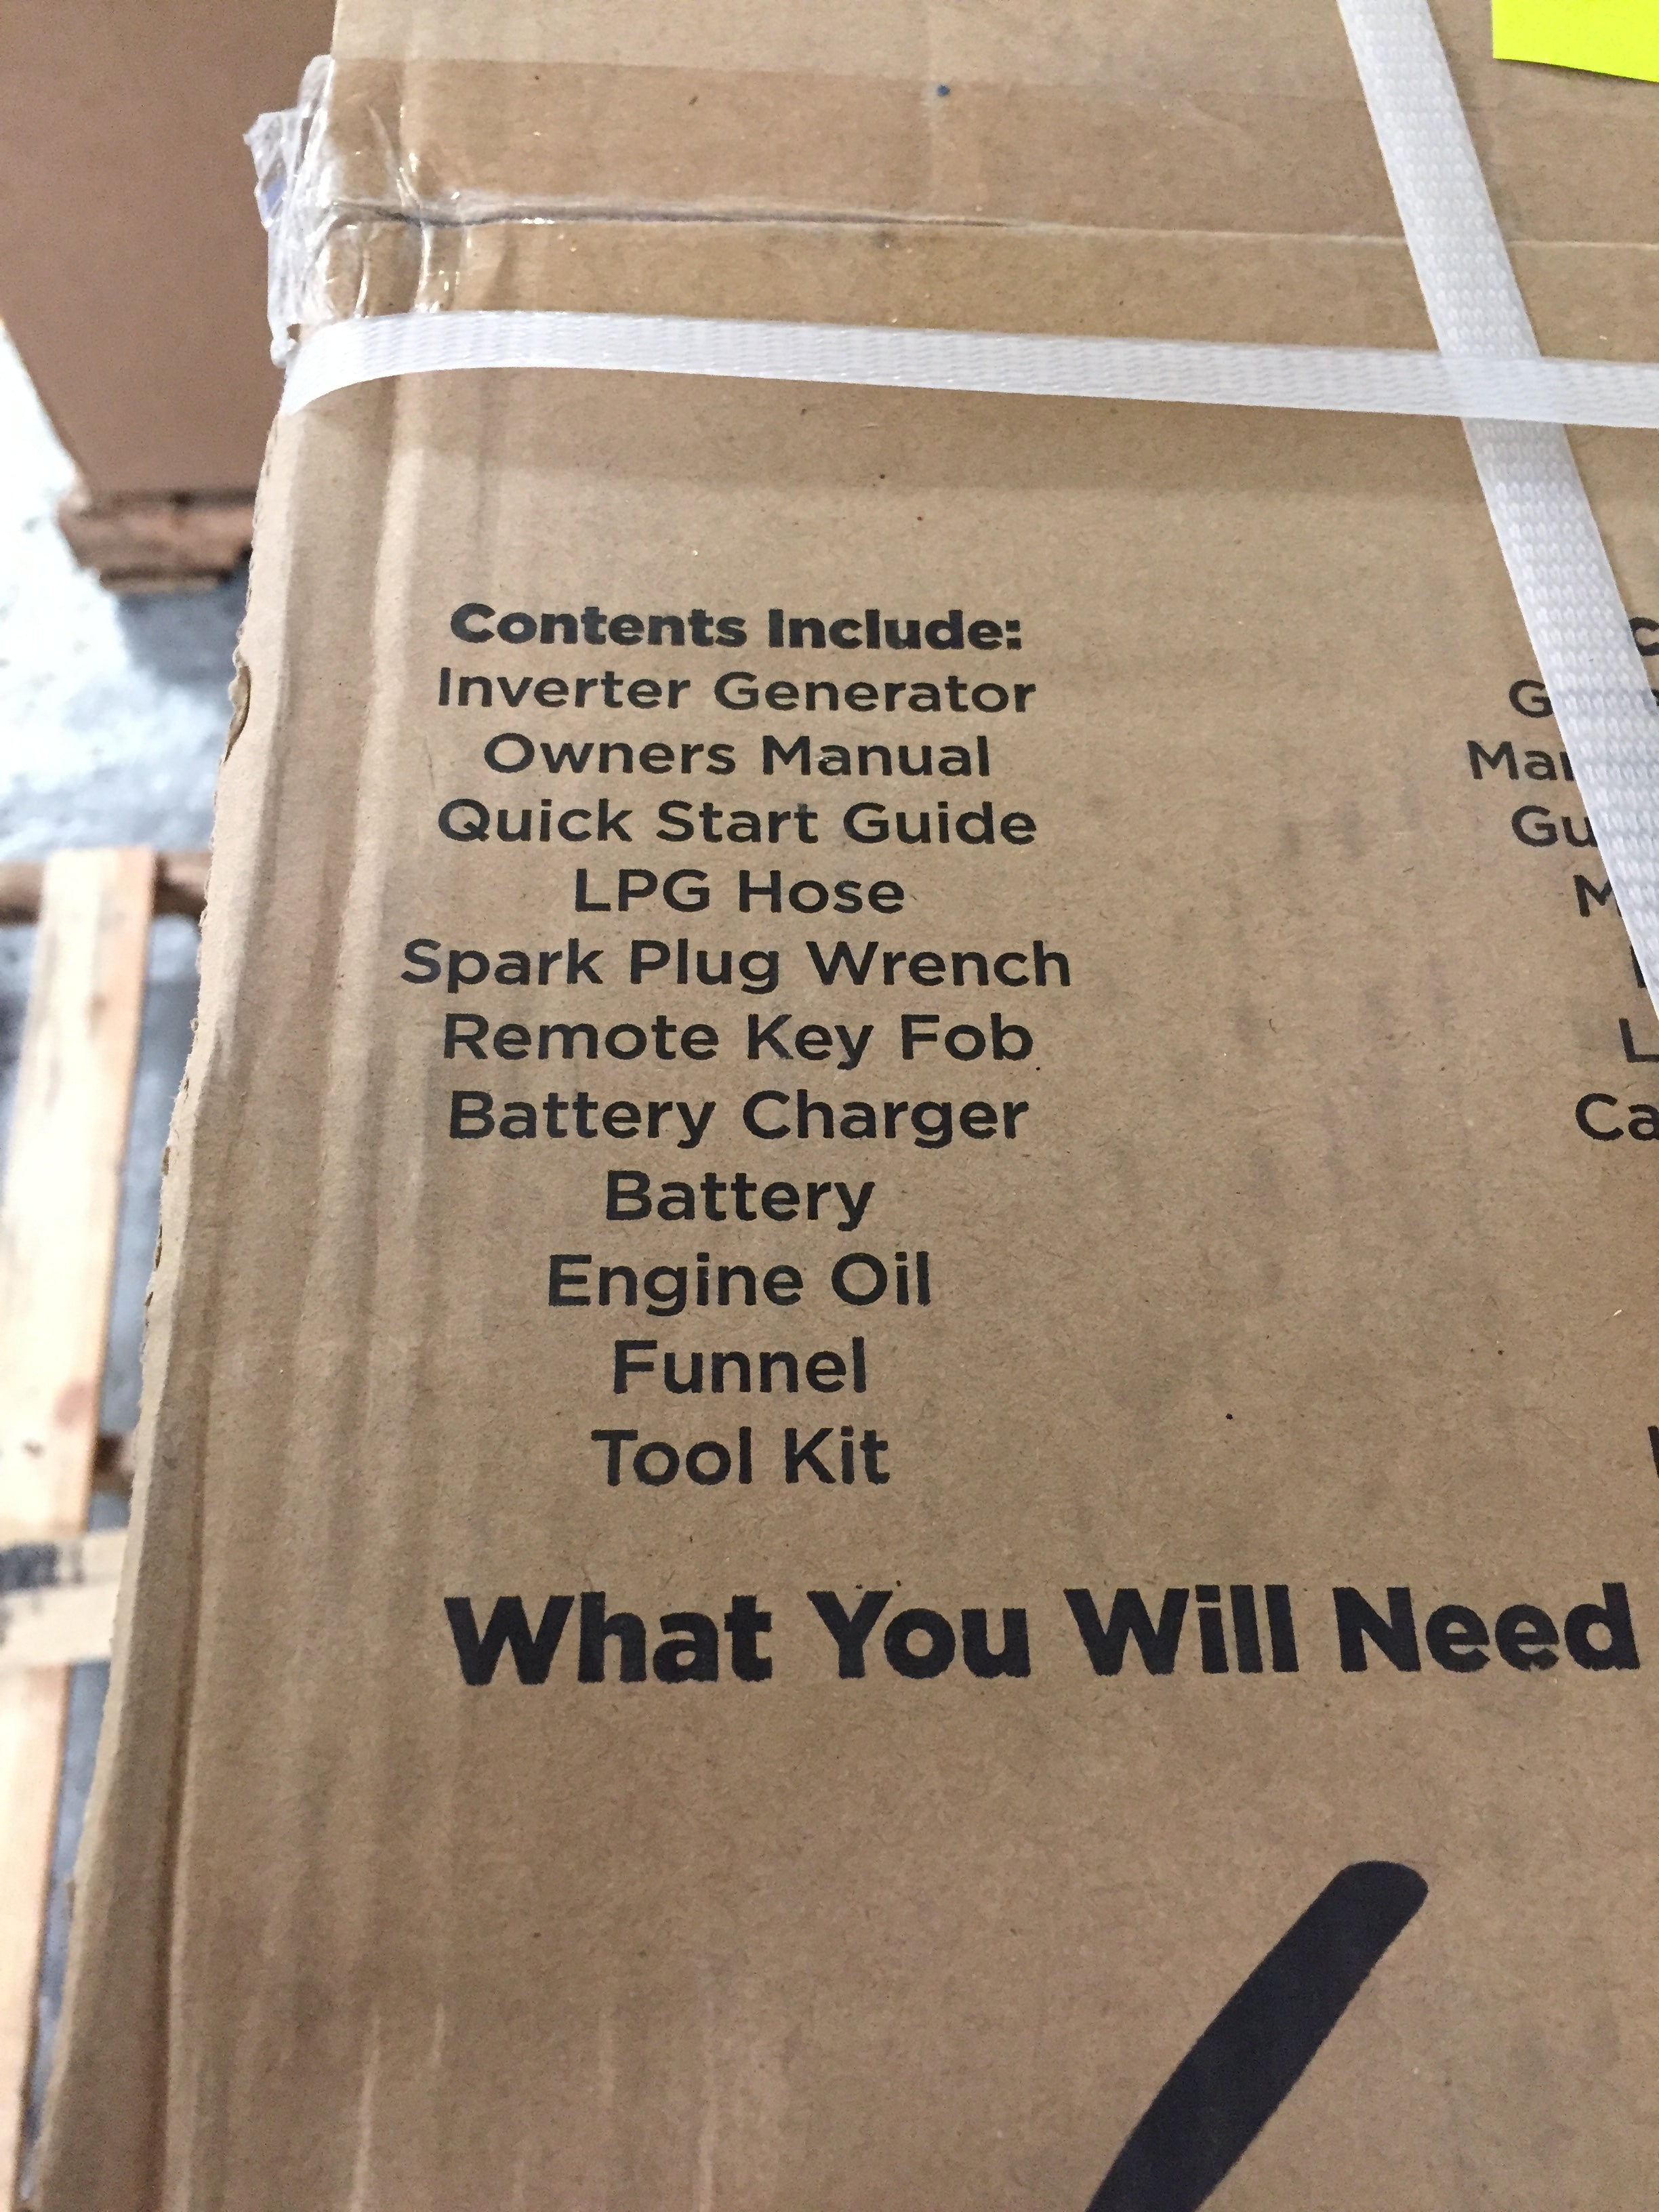 Contents Include:
Inverter Generator
Owners Manual
Quick Start Guide
LPG Hose
Spark Plug Wrench
Remote Key Fob
Battery Charger
Battery
Engine Oil
Funnel
Tool Kit
What You Will Need